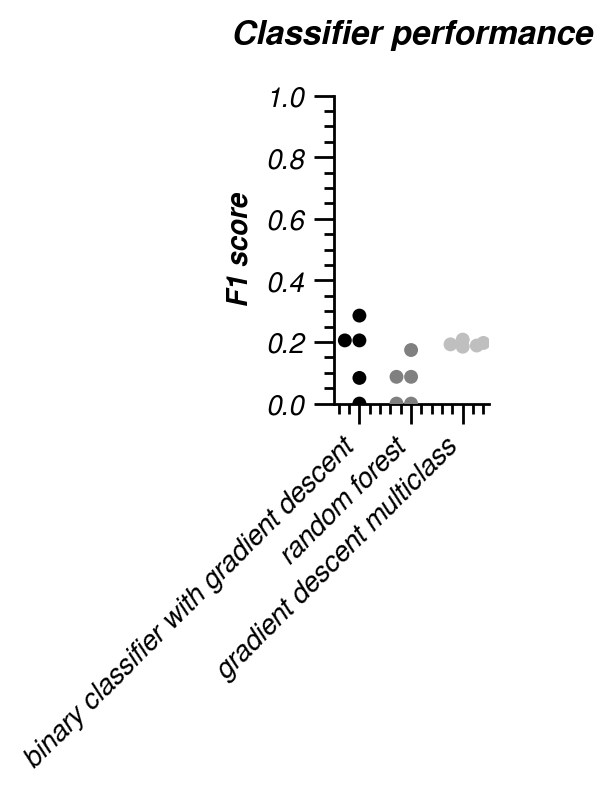 Classifier performance
F1 score
1.0
0.8
0.6
0.4
0.2
0.0
binary classifier with gradient descent
random forest
gradient descent multiclass